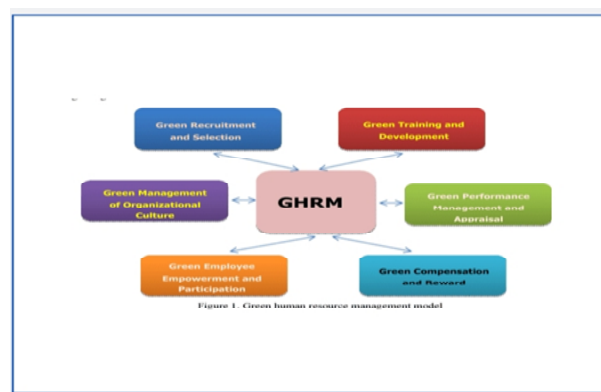 Green Recruitment
and Selection
Green Training and
Development
Green Management
of Organizational
Culture
GHRM
Green Performance
Management and
Appraisal
Green Employee
Empowerment and
Participation
Green Compensation
and Reward
Figure 1. Green human resource management model